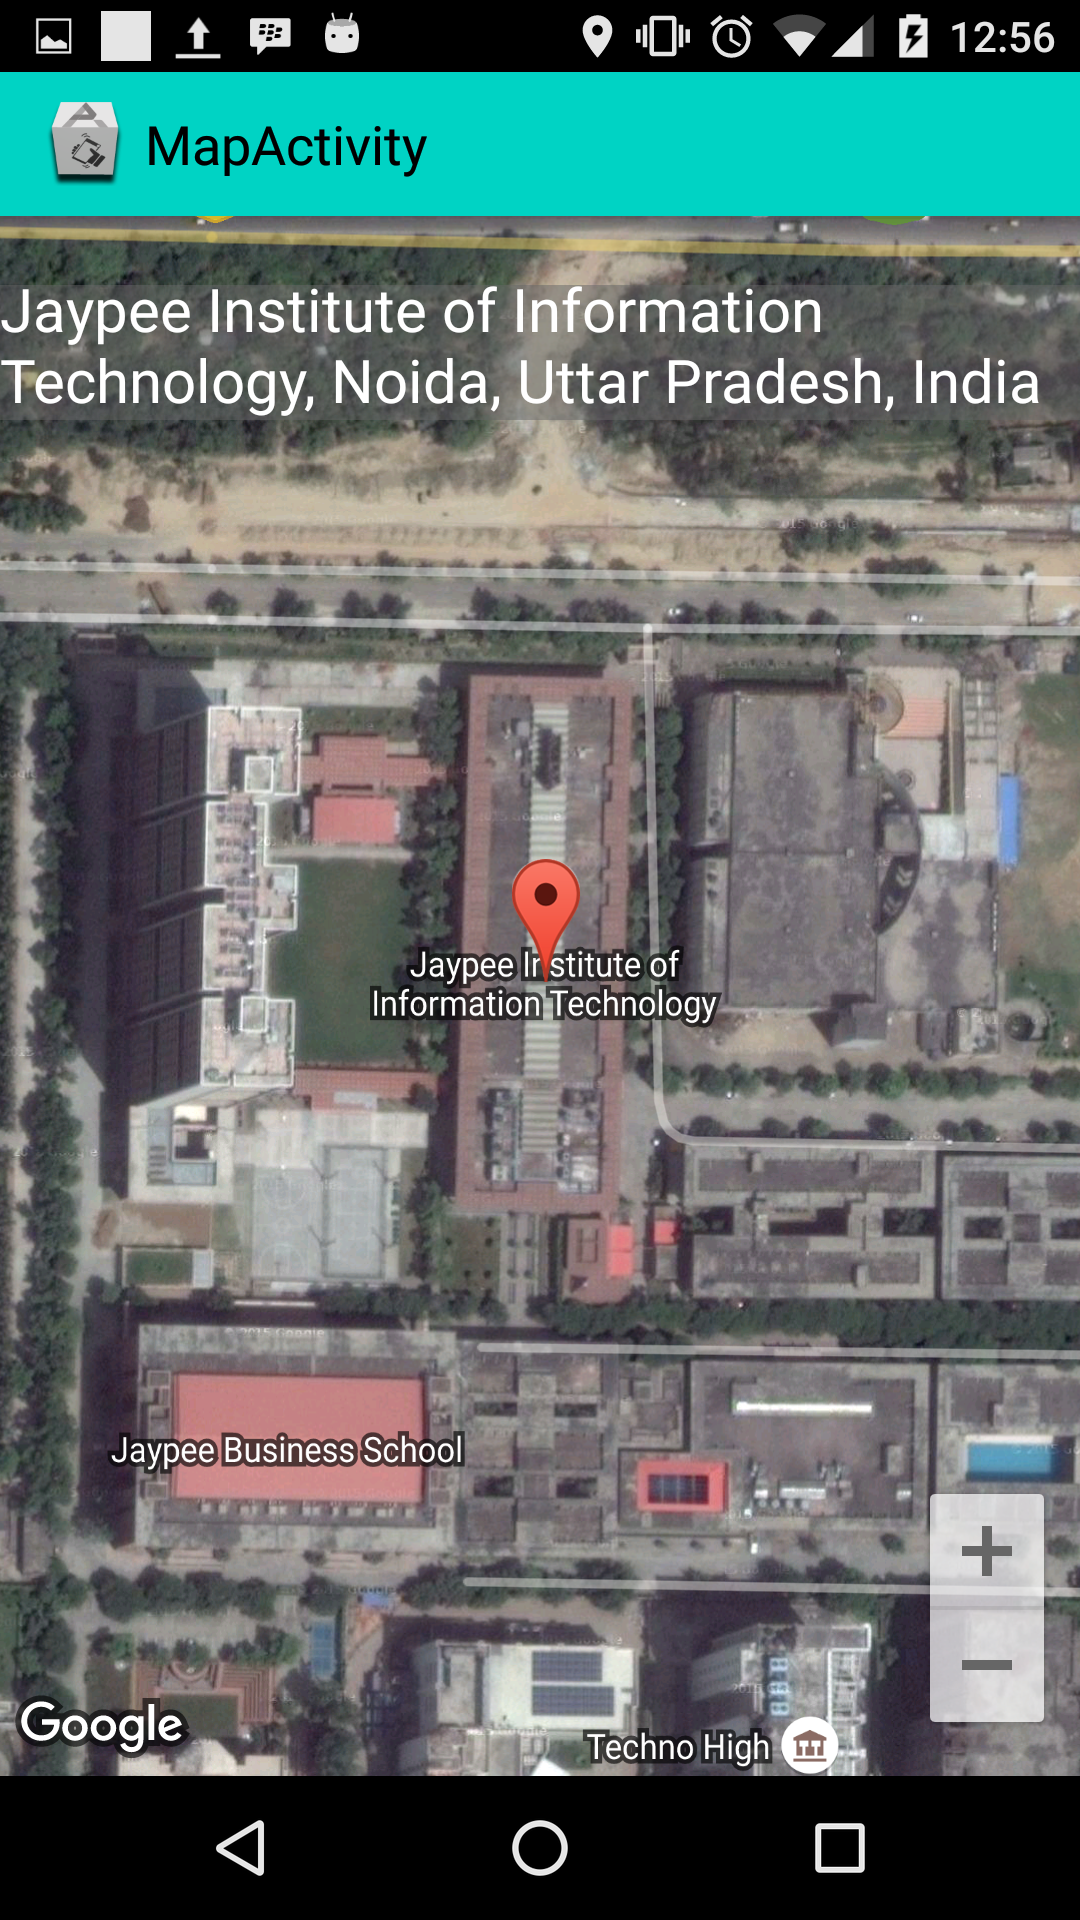 12:56
MapActivity
Jaypee Institute of Information
Technology, Noida, Uttar Pradesh, India
Jaypee Institute of
Information Technology
Jaypee Business School
Google
Techno High